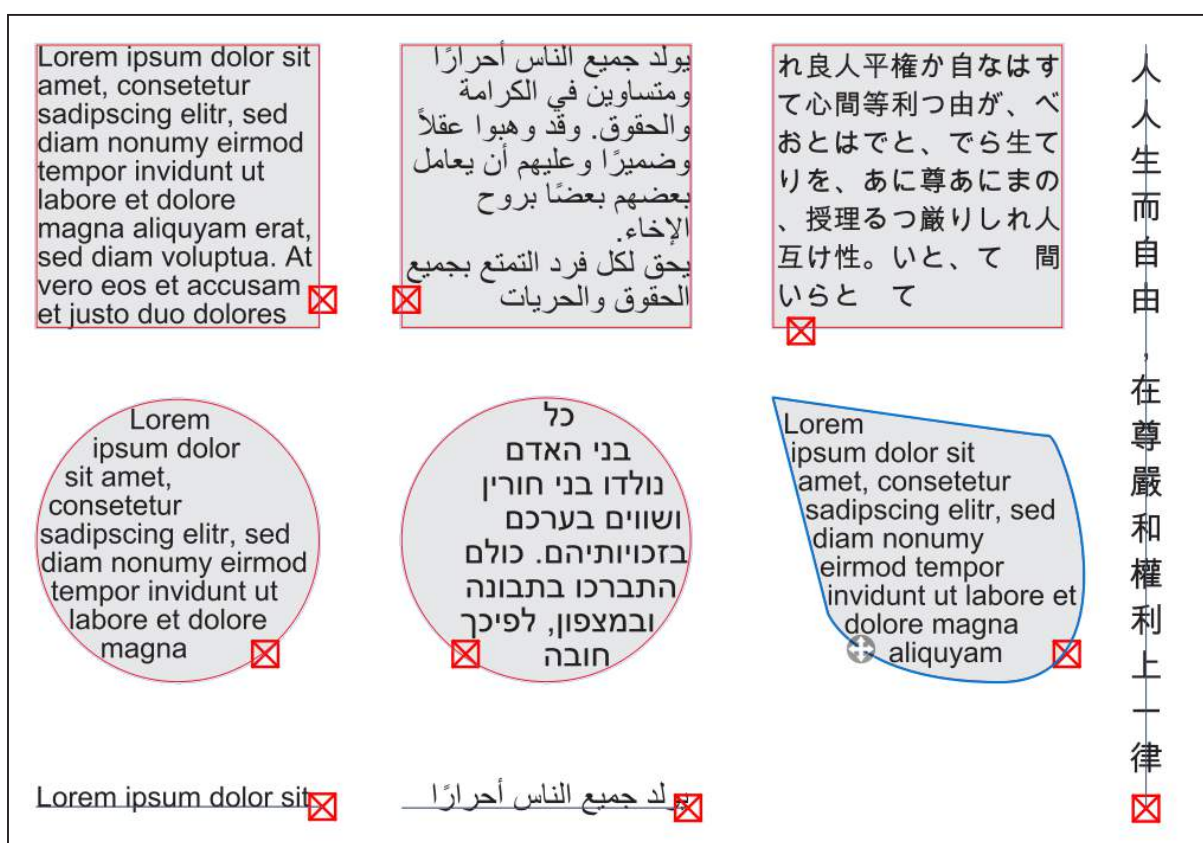 Lorem ipsum dolor sit
amet, consetetur
sadipscing elitr, sed
diam nonumy eirmod
tempor invidunt ut
labore et dolore
magna aliquyam erat,
sed diam voluptua. At
vero eos et accusam
et justo duo dolores
يولد جميع الناس أحرارًا
ومتساوين في الكرامة
والحقوق. وقد وهبوا عقلاً
وضميرًا وعليهم أن يعامل
بعضهم بعضًا بروح
الإخاء.
يحق لكل فرد التمتع بجميع
الحقوق والحريات
すべての人間
は、生まれ
ながらにして
自由であり、
かつ、尊厳と
権利とについて
平等である。
人間は、理性と
良心とを授けら
れており、互い
人人生而自由，在尊嚴和權利上一律
Lorem
ipsum dolor
sit amet,
consetetur
sadipscing elitr, sed
diam nonumy eirmod
tempor invidunt ut
labore et dolore
magna
כל
בני האדם
נולדו בני חורין
ושווים בערכם
בזכויותיהם. כולם
התברכו בתבונה
ובמצפון, לפיכך
חובה
Lorem
ipsum dolor sit
amet, consetetur
sadipscing elitr, sed
diam nonumy
eirmod tempor
invidunt ut labore et
dolore magna
aliquyam
Lorem ipsum dolor sit
يولد جميع الناس أحرارًا